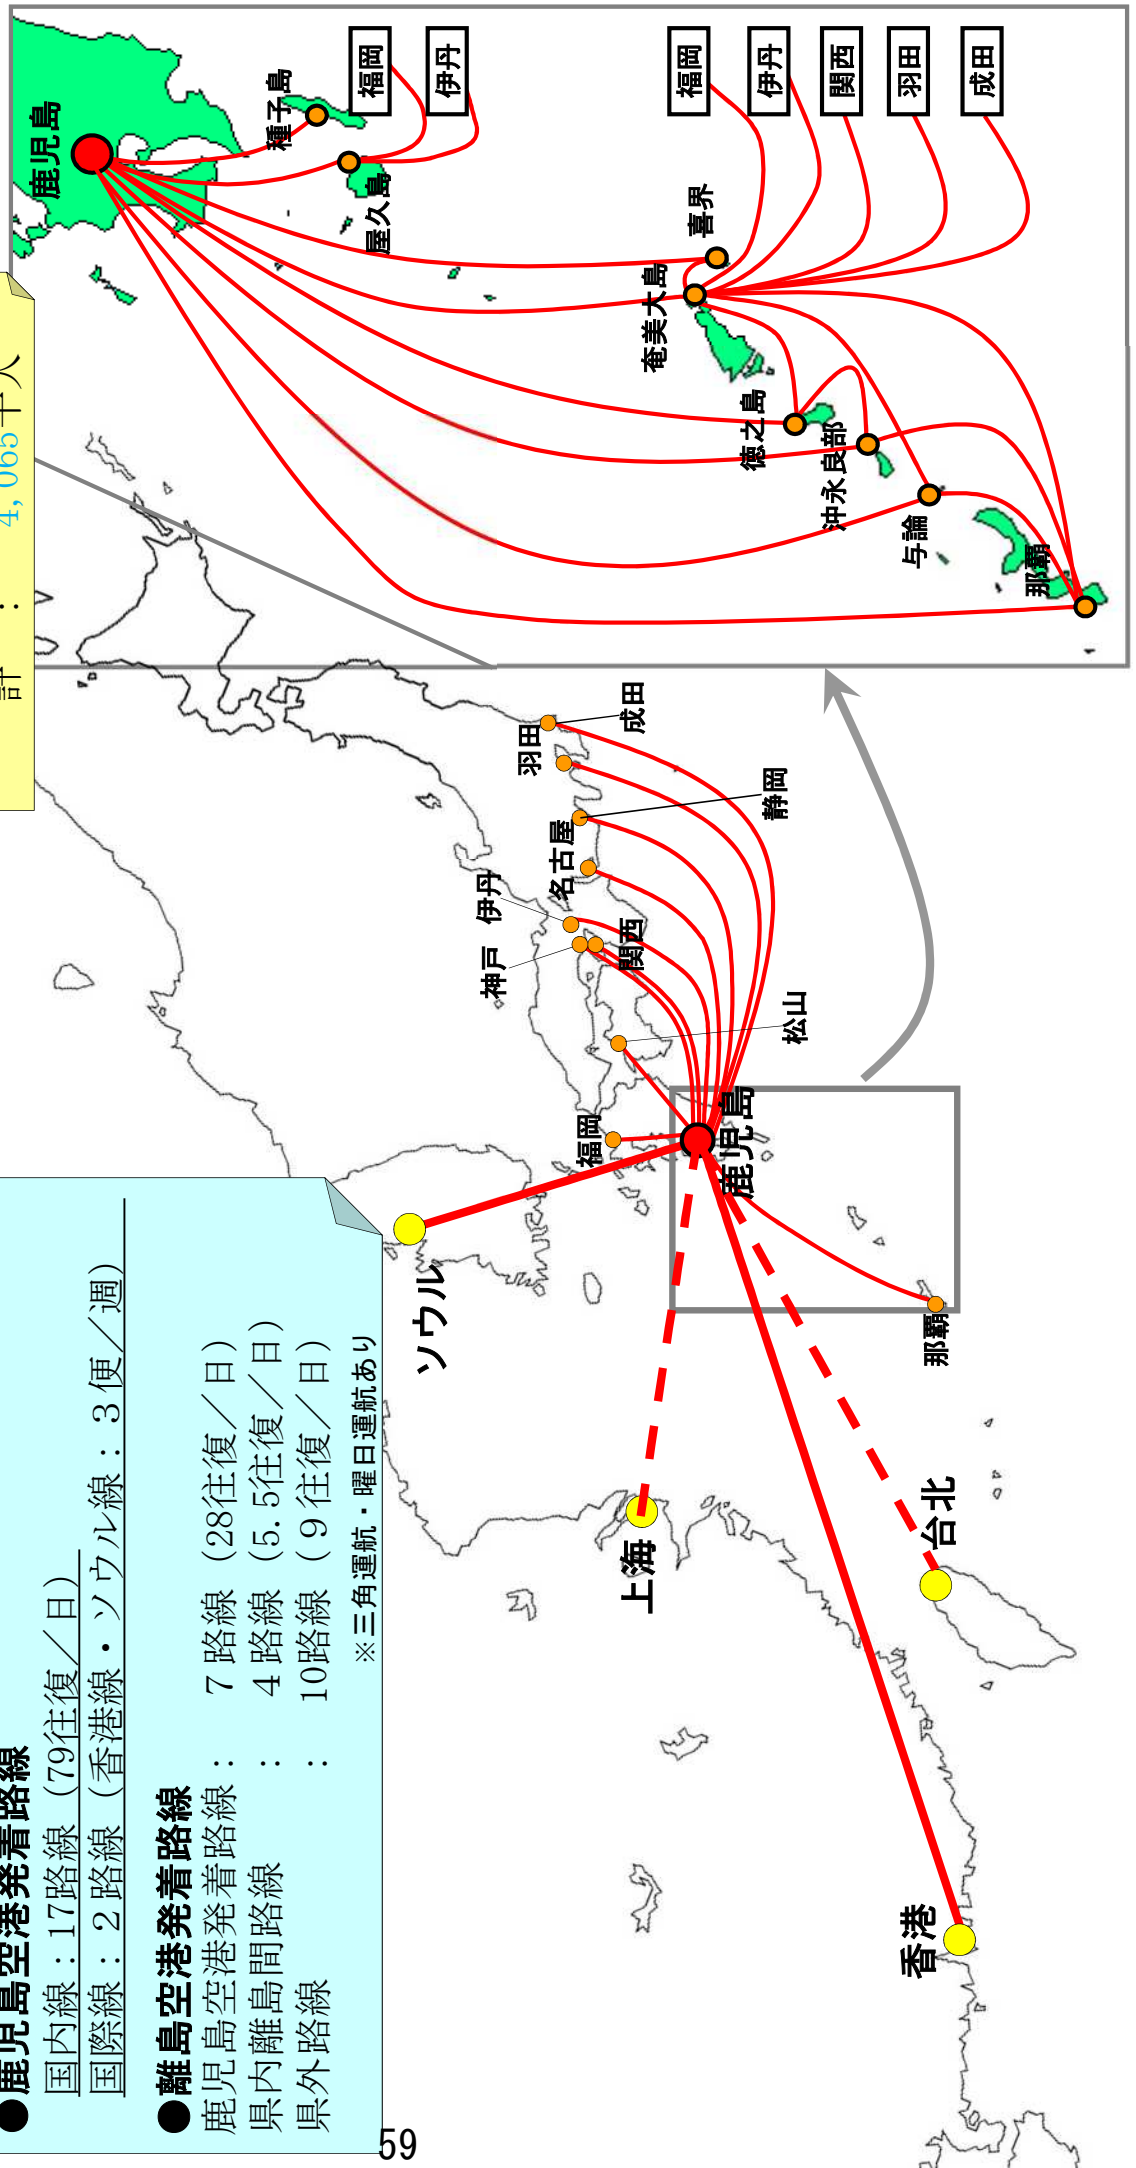 ●鹿児島空港発着路線
国内線：17路線（79往復／日）
国際線：２路線（香港線・ソウル線：３便／週）
●離島空港発着路線
鹿児島空港発着路線：　７路線（28往復／日）
県内離島間路線　　：　４路線（5.5往復／日）
県外路線　　　　　：　10路線（９往復／日）
※三角運航・曜日運航あり
計　：　4,065千人
ソウル
上海
台北
香港
那覇
福岡
鹿児島
松山
神戸
伊丹
関西
名古屋
静岡
羽田
成田
鹿児島
種子島
屋久島
福岡
伊丹
喜界
奄美大島
徳之島
沖永良部
与論
那覇
福岡
伊丹
関西
羽田
成田
59